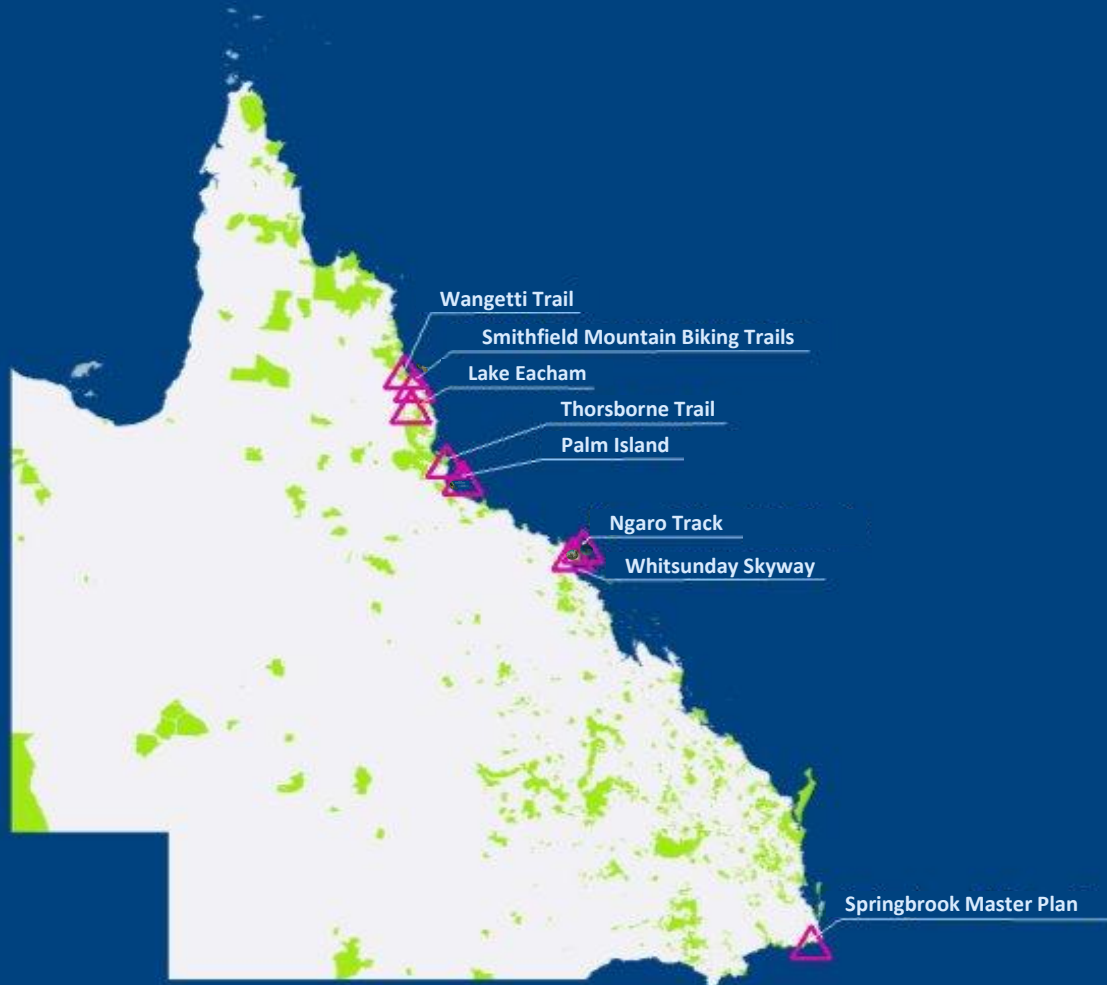 Wangetti Trail
Smithfield Mountain Biking Trails
Lake Eacham
Thorsborne Trail
Palm Island
Ngaro Track
Whitsunday Skyway
Springbrook Master Plan